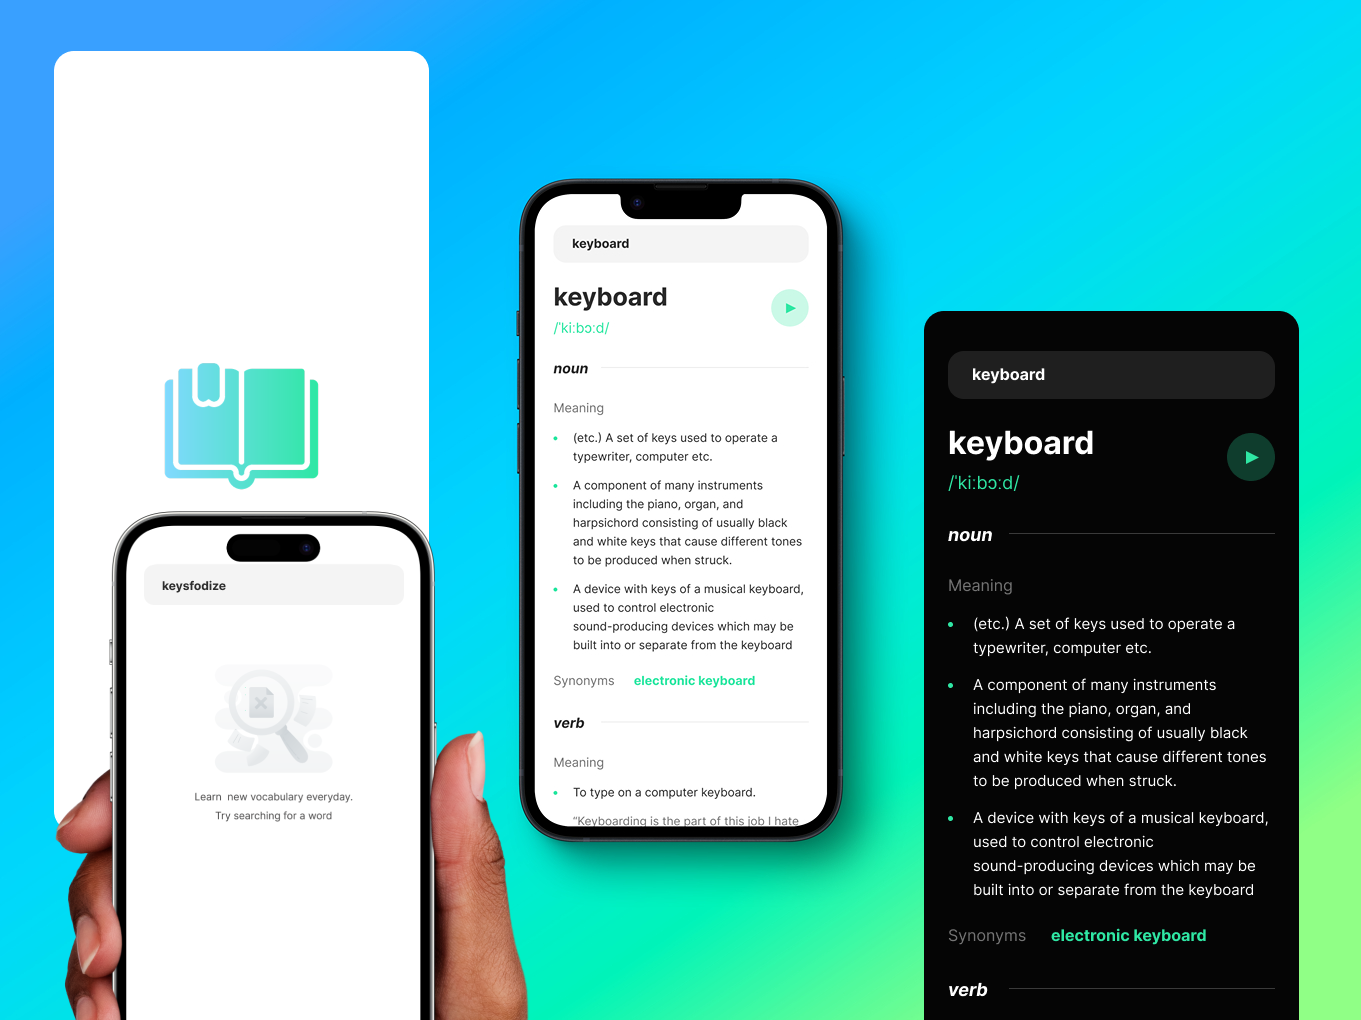 keysfodize
Learn  new vocabulary everyday.
Try searching for a word
keyboard
keyboard
/ˈkiːbɔːd/
noun
Meaning
(etc.) A set of keys used to operate a
typewriter, computer etc.
A component of many instruments
including the piano, organ, and
harpsichord consisting of usually black
and white keys that cause different tones
to be produced when struck.
A device with keys of a musical keyboard,
used to control electronic
sound-producing devices which may be
built into or separate from the keyboard
Synonyms electronic keyboard
verb
Meaning
To type on a computer keyboard.
“Keyboarding is the part of this job I hate
keyboard
keyboard
/ˈkiːbɔːd/
noun
Meaning
(etc.) A set of keys used to operate a
typewriter, computer etc.
A component of many instruments
including the piano, organ, and
harpsichord consisting of usually black
and white keys that cause different tones
to be produced when struck.
A device with keys of a musical keyboard,
used to control electronic
sound-producing devices which may be
built into or separate from the keyboard
Synonyms electronic keyboard
verb